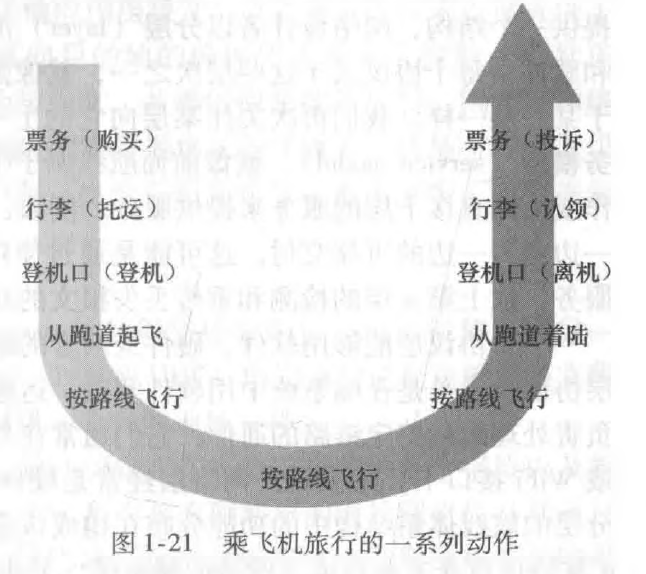 票务（购买） 票务（投诉）
行李（托运） 行李（认领）
登机口（登机） 登机口（离机）
从跑道起飞 从跑道着陆
按路线飞行 按路线飞行
按路线飞行
图 1-21 乘飞机旅行的一系列动作